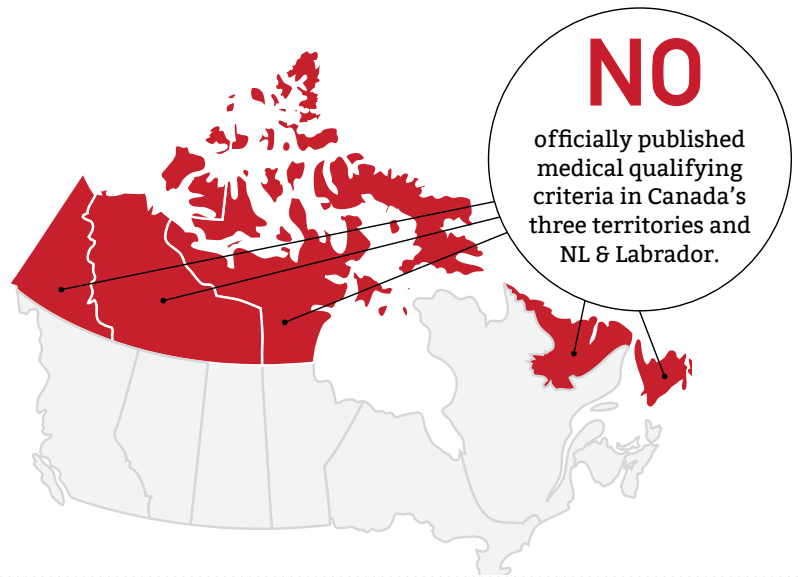 NO
officially published
medical qualifying
criteria in Canada’s
three territories and
NL & Labrador.